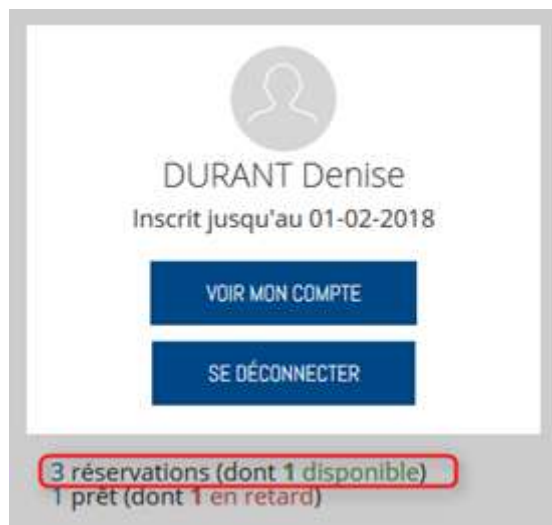 DURANT Denise
Inscrit jusqu'au 01-02-2018
VOIR MON COMPTE
SE DÉCONNECTER
3 réservations (dont 1 disponible)
1 prêt (dont 1 en retard)